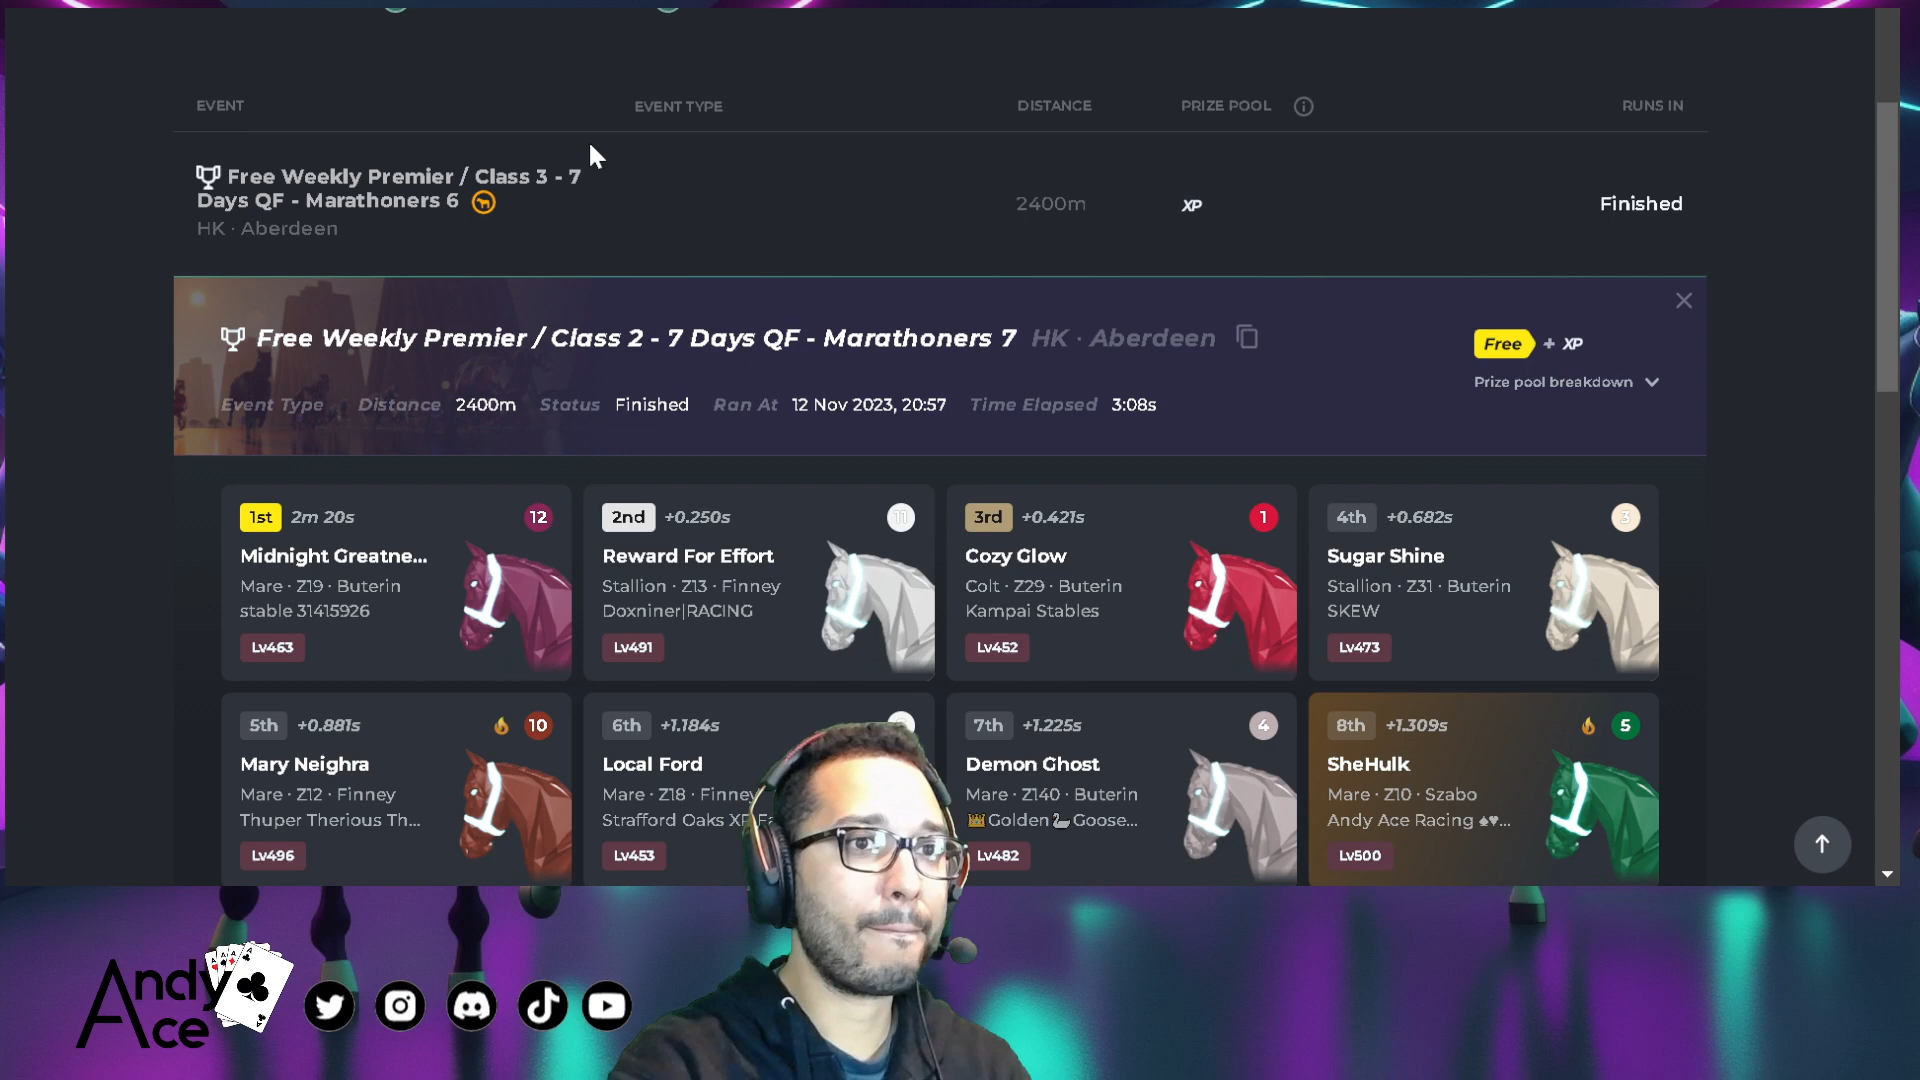 EVENT EVENT TYPE DISTANCE PRIZE POOL RUNS IN
Free Weekly Premier / Class 3 - 7
Days QF - Marathoners 6
HK · Aberdeen
2400m XP Finished
Free Weekly Premier / Class 2 - 7 Days QF - Marathoners 7 HK · Aberdeen
Free + XP
Prize pool breakdown
Event Type Distance 2400m Status Finished Ran At 12 Nov 2023, 20:57 Time Elapsed 3:08s
1st 2m 20s 12
Midnight Greatne...
Mare · Z19 · Buterin
stable 31415926
Lv463
2nd +0.250s 11
Reward For Effort
Stallion · Z13 · Finney
Doxniner|RACING
Lv491
3rd +0.421s 1
Cozy Glow
Colt · Z29 · Buterin
Kampai Stables
Lv452
4th +0.682s 3
Sugar Shine
Stallion · Z31 · Buterin
SKEW
Lv473
5th +0.881s 10
Mary Neighra
Mare · Z12 · Finney
Thuper Therious Th...
Lv496
6th +1.184s
Local Ford
Mare · Z18 · Finney
Strafford Oaks XP Fa
Lv453
7th +1.225s 4
Demon Ghost
Mare · Z140 · Buterin
👑Golden🦢Goose...
Lv482
8th +1.309s 5
SheHulk
Mare · Z10 · Szabo
Andy Ace Racing ♠♥...
Lv500
Andy
Ace
A A A A